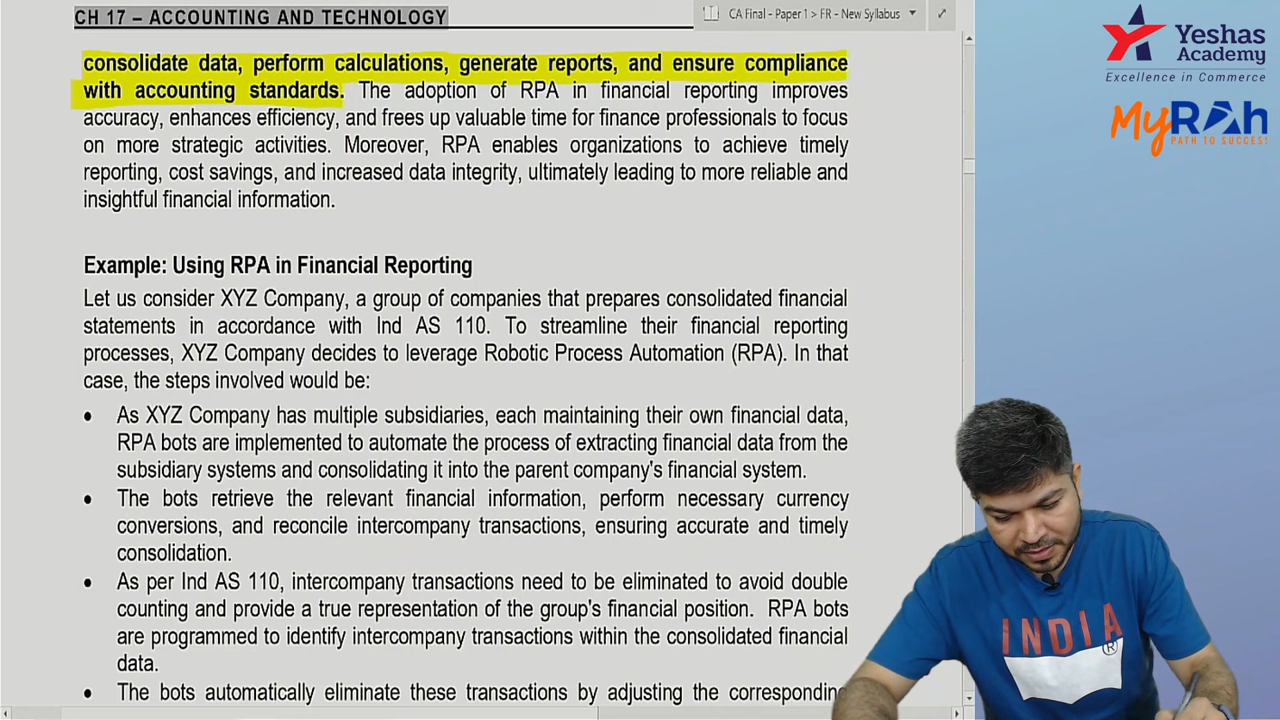 CH 17 – ACCOUNTING AND TECHNOLOGY
CA Final - Paper 1 > FR - New Syllabus
consolidate data, perform calculations, generate reports, and ensure compliance
with accounting standards. The adoption of RPA in financial reporting improves
accuracy, enhances efficiency, and frees up valuable time for finance professionals to focus
on more strategic activities. Moreover, RPA enables organizations to achieve timely
reporting, cost savings, and increased data integrity, ultimately leading to more reliable and
insightful financial information.
Example: Using RPA in Financial Reporting
Let us consider XYZ Company, a group of companies that prepares consolidated financial
statements in accordance with Ind AS 110. To streamline their financial reporting
processes, XYZ Company decides to leverage Robotic Process Automation (RPA). In that
case, the steps involved would be:
• As XYZ Company has multiple subsidiaries, each maintaining their own financial data,
RPA bots are implemented to automate the process of extracting financial data from the
subsidiary systems and consolidating it into the parent company's financial system.
• The bots retrieve the relevant financial information, perform necessary currency
conversions, and reconcile intercompany transactions, ensuring accurate and timely
consolidation.
• As per Ind AS 110, intercompany transactions need to be eliminated to avoid double
counting and provide a true representation of the group's financial position. RPA bots
are programmed to identify intercompany transactions within the consolidated financial
data.
• The bots automatically eliminate these transactions by adjusting the corresponding
Yeshas
Academy
Excellence in Commerce
MyRAh
PATH TO SUCCESS!
INDIA
®